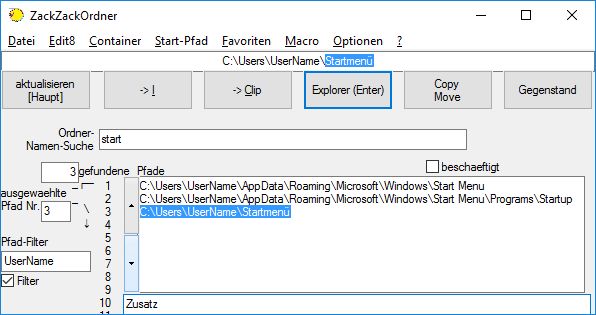 ZackZackOrdner
Datei Edit8 Container Start-Pfad Favoriten Macro Optionen ?
C:\Users\UserName\Startmenü
aktualisieren
[Haupt]
-> I
-> Clip
Explorer (Enter)
Copy
Move
Gegenstand
Ordner-
Namen-Suche
start
3 gefundene Pfade
beschaeftigt
ausgewaehlte
Pfad Nr. 3
1 C:\Users\UserName\AppData\Roaming\Microsoft\Windows\Start Menu
2 C:\Users\UserName\AppData\Roaming\Microsoft\Windows\Start Menu\Programs\Startup
3 C:\Users\UserName\Startmenü
4
5
6
7
8
9
10 Zusatz
11
Pfad-Filter
UserName
Filter